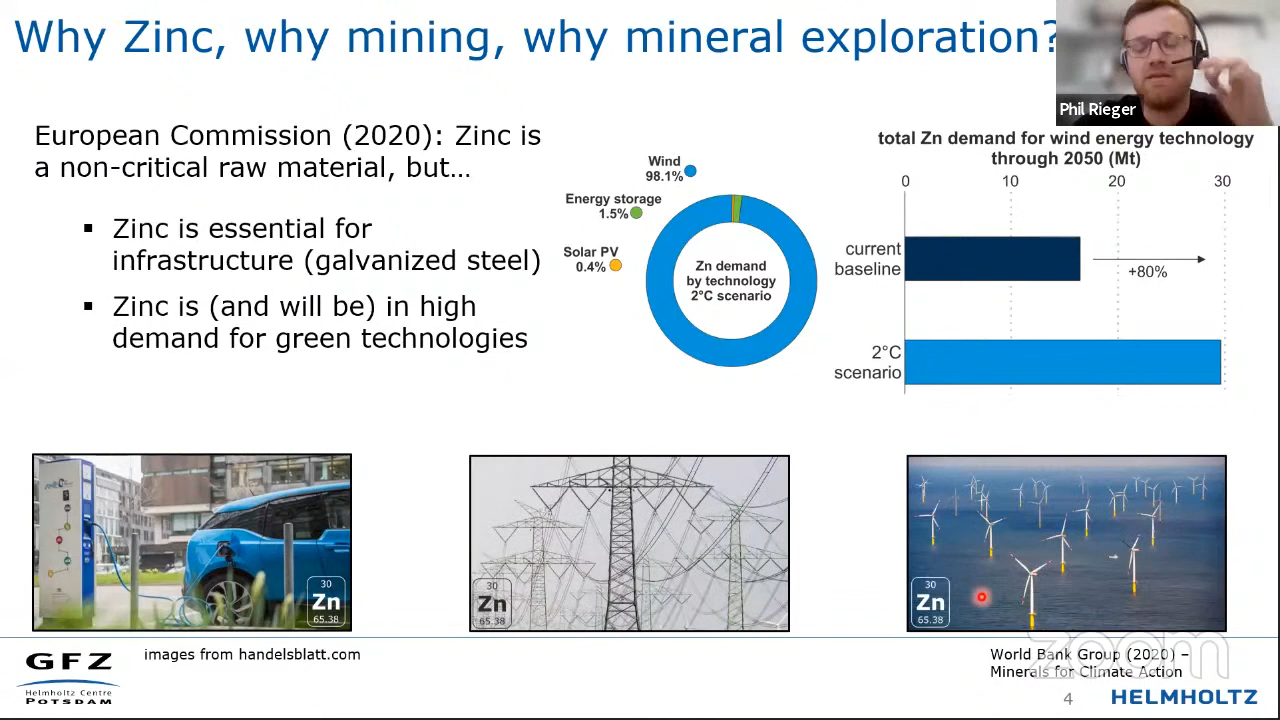 Why Zinc, why mining, why mineral exploration?
Phil Rieger
European Commission (2020): Zinc is
a non-critical raw material, but…
▪ Zinc is essential for
infrastructure (galvanized steel)
▪ Zinc is (and will be) in high
demand for green technologies
Wind
98.1%
Energy storage
1.5%
Solar PV
0.4%
Zn demand
by technology
2°C scenario
total Zn demand for wind energy technology
through 2050 (Mt)
0 10 20 30
current
baseline
+80%
2°C
scenario
30
Zn
65.38
30
Zn
65.38
30
Zn
65.38
GFZ
Helmholtz Centre
POTSDAM
images from handelsblatt.com
World Bank Group (2020) –
Minerals for Climate Action
zoom
4
HELMHOLTZ